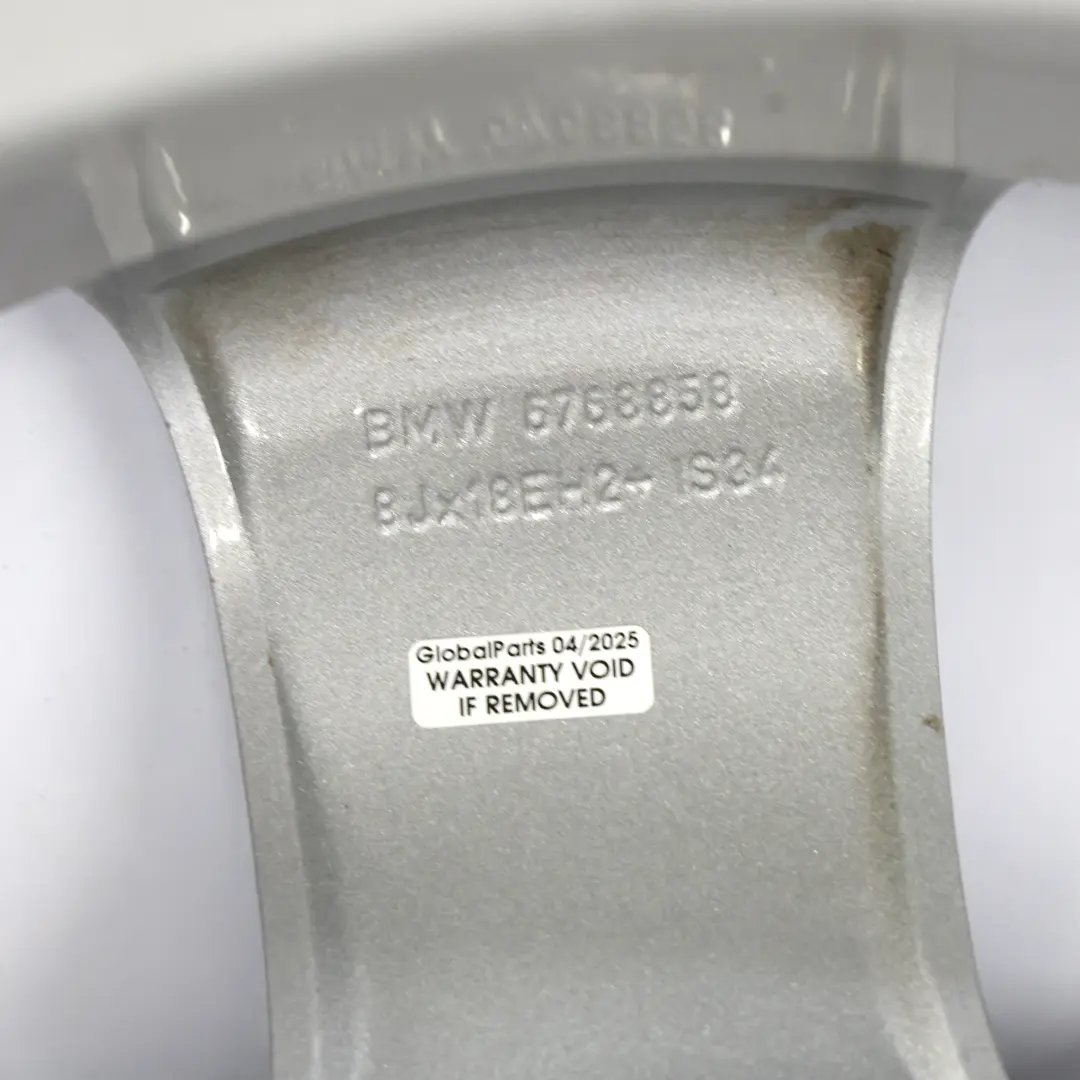 BMW 6768858
8Jx18EH2+ IS34
GlobalParts 04/2025
WARRANTY VOID
IF REMOVED